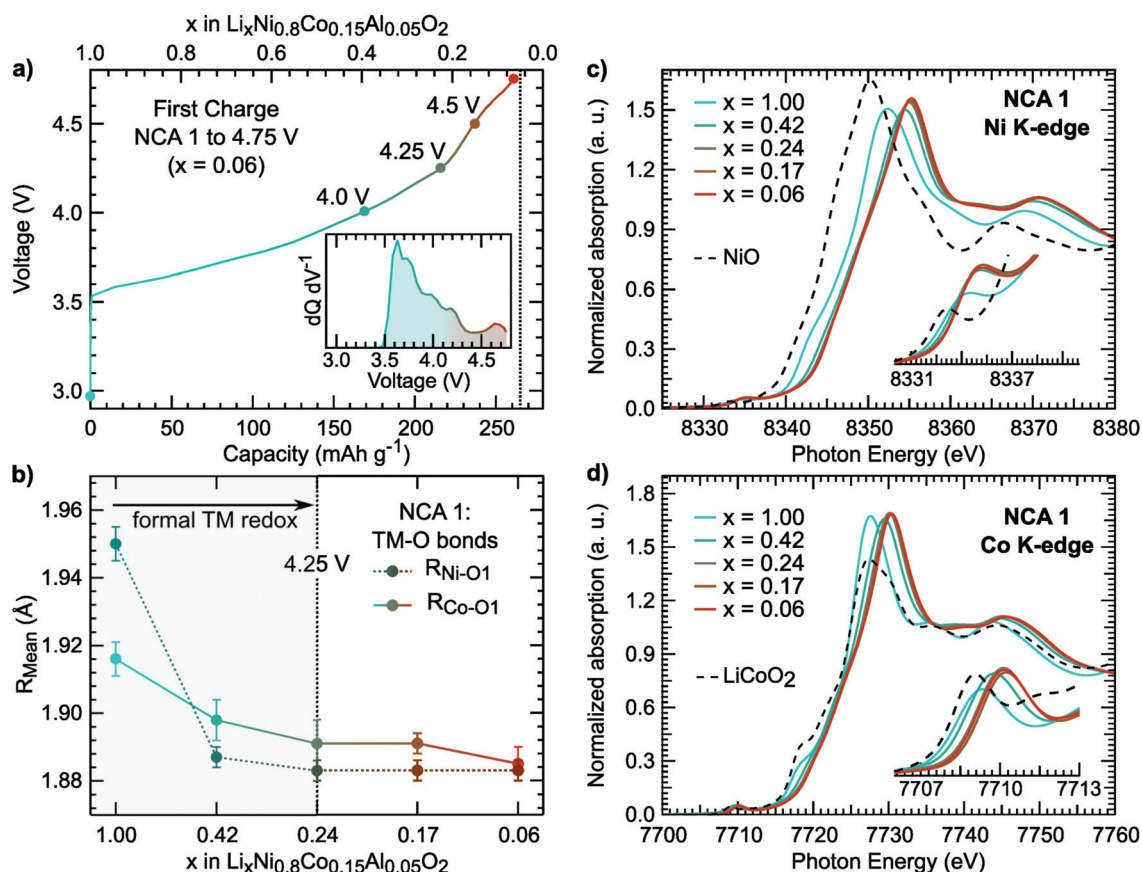 x in LiₓNi₀.₈Co₀.₁₅Al₀.₀₅O₂
1.0 0.8 0.6 0.4 0.2 0.0
a)
First Charge
NCA 1 to 4.75 V
(x = 0.06)
4.5 V
4.25 V
4.0 V
Voltage (V)
4.5
4.0
3.5
3.0
dQ dV⁻¹
3.0 3.5 4.0 4.5
Voltage (V)
0 50 100 150 200 250
Capacity (mAh g⁻¹)
b)
formal TM redox
4.25 V
NCA 1:
TM-O bonds
R Ni-O1
R Co-O1
R Mean (Å)
1.96
1.94
1.92
1.90
1.88
1.00 0.42 0.24 0.17 0.06
x in LiₓNi₀.₈Co₀.₁₅Al₀.₀₅O₂
c)
NCA 1
Ni K-edge
x = 1.00
x = 0.42
x = 0.24
x = 0.17
x = 0.06
NiO
Normalized absorption (a. u.)
1.5
1.2
0.9
0.6
0.3
0.0
8331 8337
8330 8340 8350 8360 8370 8380
Photon Energy (eV)
d)
NCA 1
Co K-edge
x = 1.00
x = 0.42
x = 0.24
x = 0.17
x = 0.06
LiCoO₂
Normalized absorption (a. u.)
1.8
1.5
1.2
0.9
0.6
0.3
0.0
7707 7710 7713
7700 7710 7720 7730 7740 7750 7760
Photon Energy (eV)